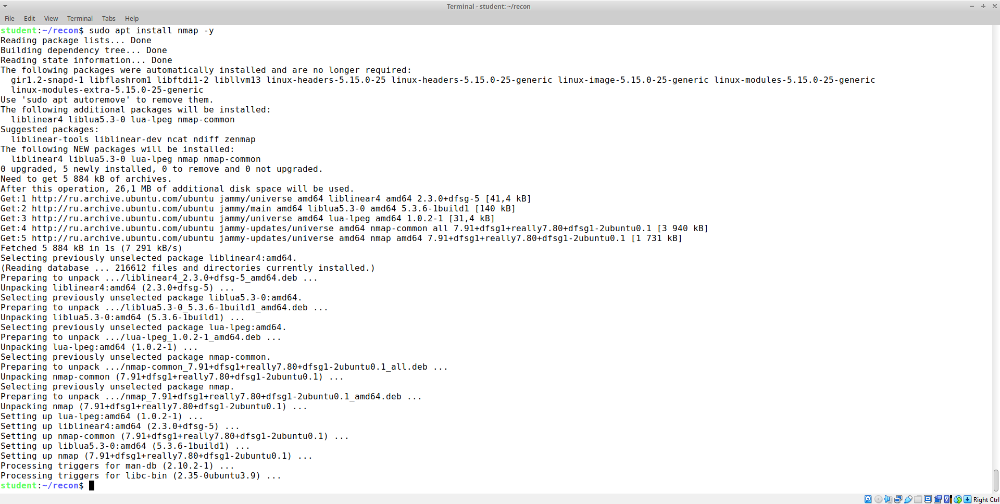 Terminal - student: ~/recon
File Edit View Terminal Tabs Help
student:~/recon$ sudo apt install nmap -y
Reading package lists... Done
Building dependency tree... Done
Reading state information... Done
The following packages were automatically installed and are no longer required:
  gir1.2-snapd-1 libflashrom1 libftdi1-2 libllvm13 linux-headers-5.15.0-25 linux-headers-5.15.0-25-generic linux-image-5.15.0-25-generic linux-modules-5.15.0-25-generic
  linux-modules-extra-5.15.0-25-generic
Use 'sudo apt autoremove' to remove them.
The following additional packages will be installed:
  liblinear4 liblua5.3-0 lua-lpeg nmap-common
Suggested packages:
  liblinear-tools liblinear-dev ncat ndiff zenmap
The following NEW packages will be installed:
  liblinear4 liblua5.3-0 lua-lpeg nmap nmap-common
0 upgraded, 5 newly installed, 0 to remove and 0 not upgraded.
Need to get 5 884 kB of archives.
After this operation, 26,1 MB of additional disk space will be used.
Get:1 http://ru.archive.ubuntu.com/ubuntu jammy/universe amd64 liblinear4 amd64 2.3.0+dfsg-5 [41,4 kB]
Get:2 http://ru.archive.ubuntu.com/ubuntu jammy/main amd64 liblua5.3-0 amd64 5.3.6-1build1 [140 kB]
Get:3 http://ru.archive.ubuntu.com/ubuntu jammy/universe amd64 lua-lpeg amd64 1.0.2-1 [31,4 kB]
Get:4 http://ru.archive.ubuntu.com/ubuntu jammy-updates/universe amd64 nmap-common all 7.91+dfsg1+really7.80+dfsg1-2ubuntu0.1 [3 940 kB]
Get:5 http://ru.archive.ubuntu.com/ubuntu jammy-updates/universe amd64 nmap amd64 7.91+dfsg1+really7.80+dfsg1-2ubuntu0.1 [1 731 kB]
Fetched 5 884 kB in 1s (7 291 kB/s)
Selecting previously unselected package liblinear4:amd64.
(Reading database ... 216612 files and directories currently installed.)
Preparing to unpack .../liblinear4_2.3.0+dfsg-5_amd64.deb ...
Unpacking liblinear4:amd64 (2.3.0+dfsg-5) ...
Selecting previously unselected package liblua5.3-0:amd64.
Preparing to unpack .../liblua5.3-0_5.3.6-1build1_amd64.deb ...
Unpacking liblua5.3-0:amd64 (5.3.6-1build1) ...
Selecting previously unselected package lua-lpeg:amd64.
Preparing to unpack .../lua-lpeg_1.0.2-1_amd64.deb ...
Unpacking lua-lpeg:amd64 (1.0.2-1) ...
Selecting previously unselected package nmap-common.
Preparing to unpack .../nmap-common_7.91+dfsg1+really7.80+dfsg1-2ubuntu0.1_all.deb ...
Unpacking nmap-common (7.91+dfsg1+really7.80+dfsg1-2ubuntu0.1) ...
Selecting previously unselected package nmap.
Preparing to unpack .../nmap_7.91+dfsg1+really7.80+dfsg1-2ubuntu0.1_amd64.deb ...
Unpacking nmap (7.91+dfsg1+really7.80+dfsg1-2ubuntu0.1) ...
Setting up lua-lpeg:amd64 (1.0.2-1) ...
Setting up liblinear4:amd64 (2.3.0+dfsg-5) ...
Setting up nmap-common (7.91+dfsg1+really7.80+dfsg1-2ubuntu0.1) ...
Setting up liblua5.3-0:amd64 (5.3.6-1build1) ...
Setting up nmap (7.91+dfsg1+really7.80+dfsg1-2ubuntu0.1) ...
Processing triggers for man-db (2.10.2-1) ...
Processing triggers for libc-bin (2.35-0ubuntu3.9) ...
student:~/recon$
Right Ctrl